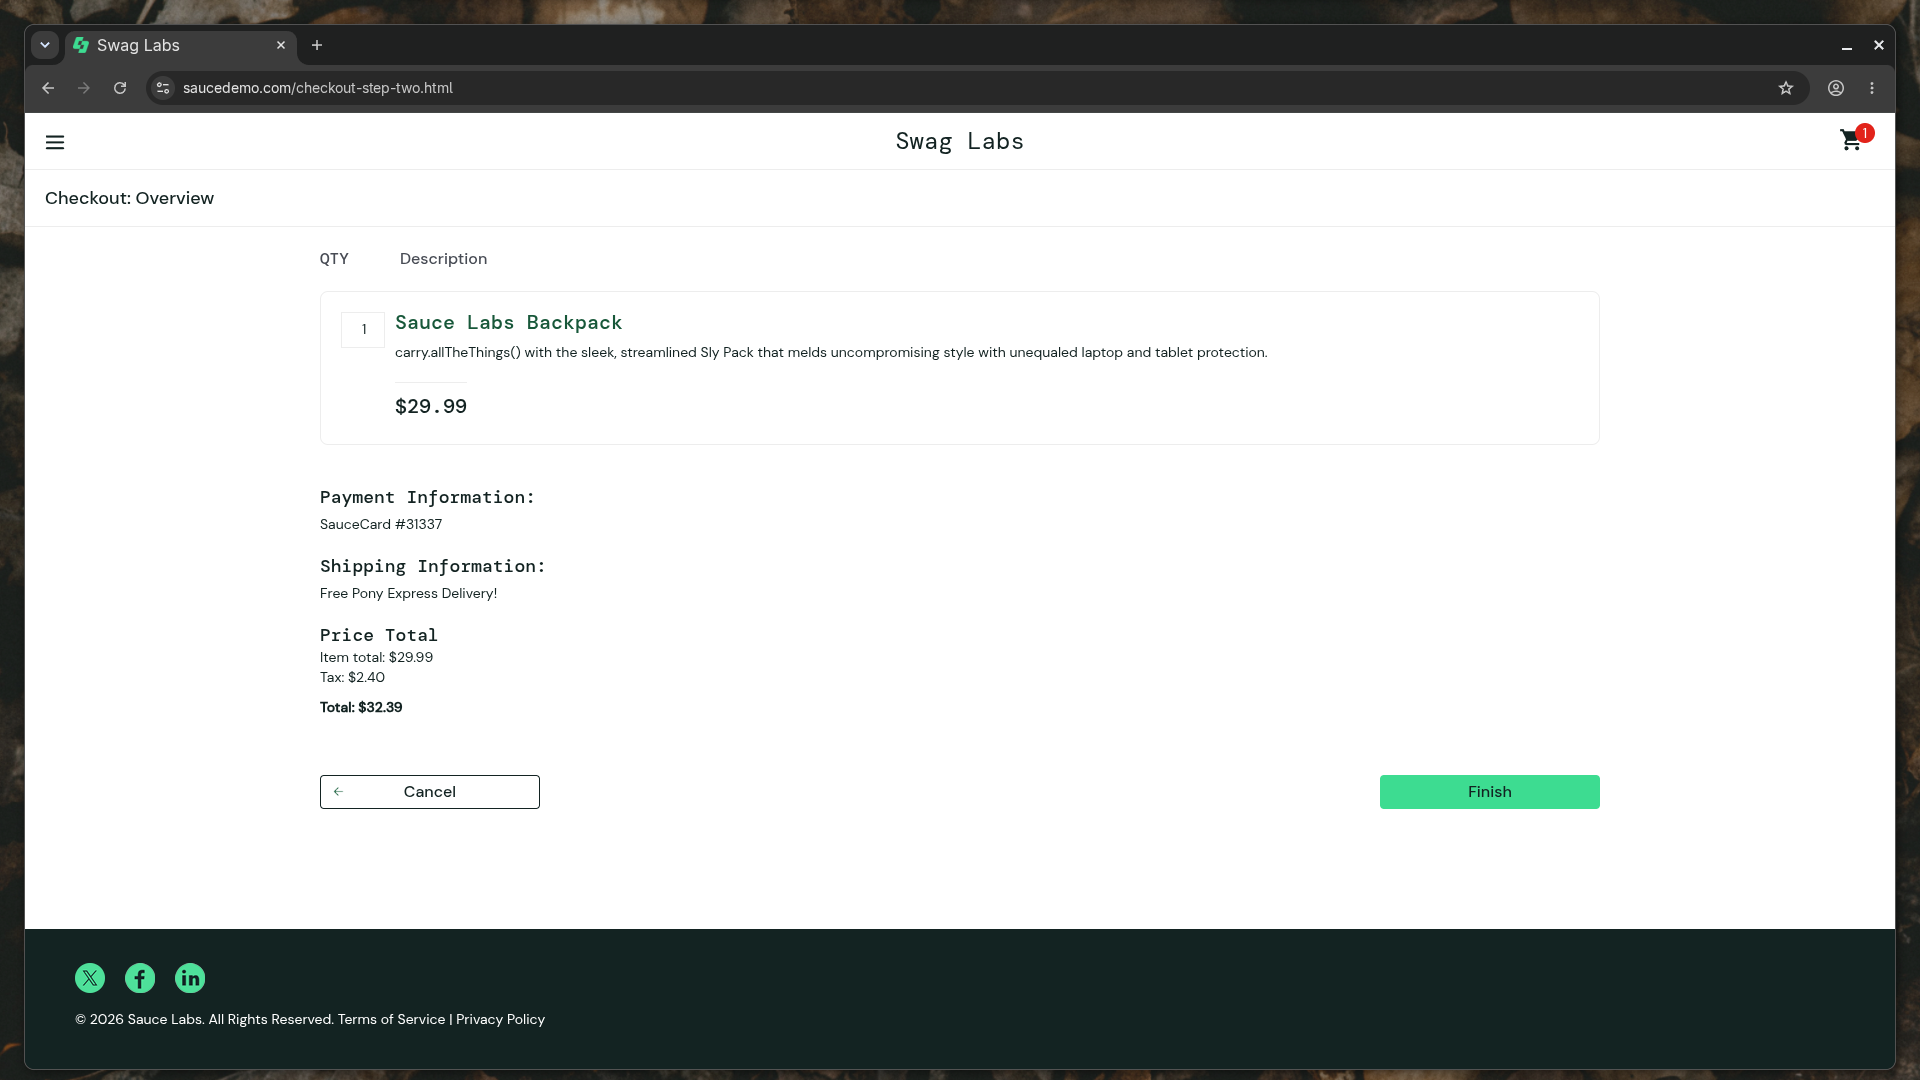 Swag Labs
saucedemo.com/checkout-step-two.html
Swag Labs
1
Checkout: Overview
QTY Description
1 Sauce Labs Backpack
carry.allTheThings() with the sleek, streamlined Sly Pack that melds uncompromising style with unequaled laptop and tablet protection.
$29.99
Payment Information:
SauceCard #31337
Shipping Information:
Free Pony Express Delivery!
Price Total
Item total: $29.99
Tax: $2.40
Total: $32.39
Cancel Finish
© 2026 Sauce Labs. All Rights Reserved. Terms of Service | Privacy Policy